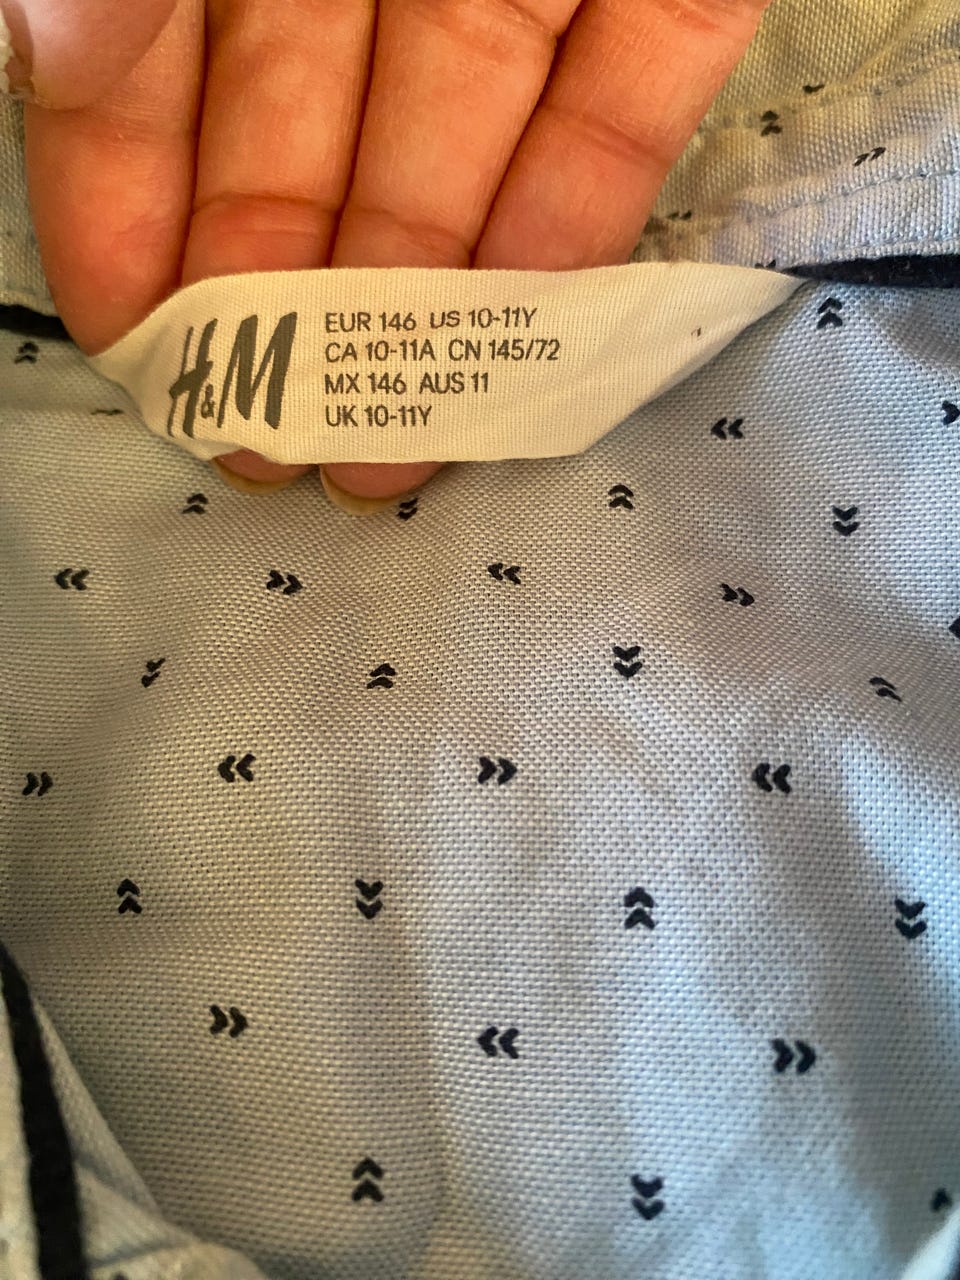 H&M
EUR 146 US 10-11Y
CA 10-11A CN 145/72
MX 146 AUS 11
UK 10-11Y